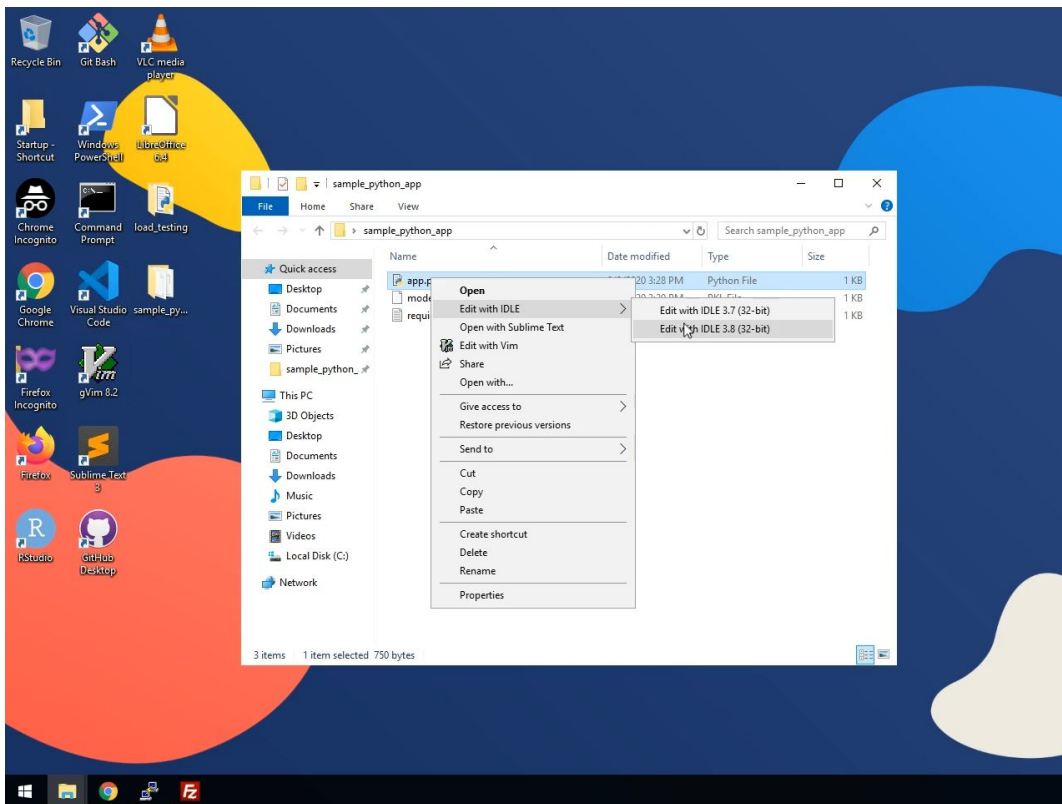 Recycle Bin
Git Bash
VLC media
player
Startup -
Shortcut
Windows
PowerShell
LibreOffice
6.4
Chrome
Incognito
Command
Prompt
load_testing
Google
Chrome
Visual Studio
Code
sample_py...
Firefox
Incognito
gVim 8.2
Firefox
Sublime Text
3
RStudio
GitHub
Desktop
sample_python_app
File Home Share View
sample_python_app
Search sample_python_app
Name Date modified Type Size
Quick access
Desktop
Documents
Downloads
Pictures
sample_python_
This PC
3D Objects
Desktop
Documents
Downloads
Music
Pictures
Videos
Local Disk (C:)
Network
app.p 20 3:28 PM Python File 1 KB
mode 1 KB
requi 1 KB
Open
Edit with IDLE
Open with Sublime Text
Edit with Vim
Share
Open with...
Give access to
Restore previous versions
Send to
Cut
Copy
Paste
Create shortcut
Delete
Rename
Properties
Edit with IDLE 3.7 (32-bit)
Edit with IDLE 3.8 (32-bit)
3 items 1 item selected 750 bytes